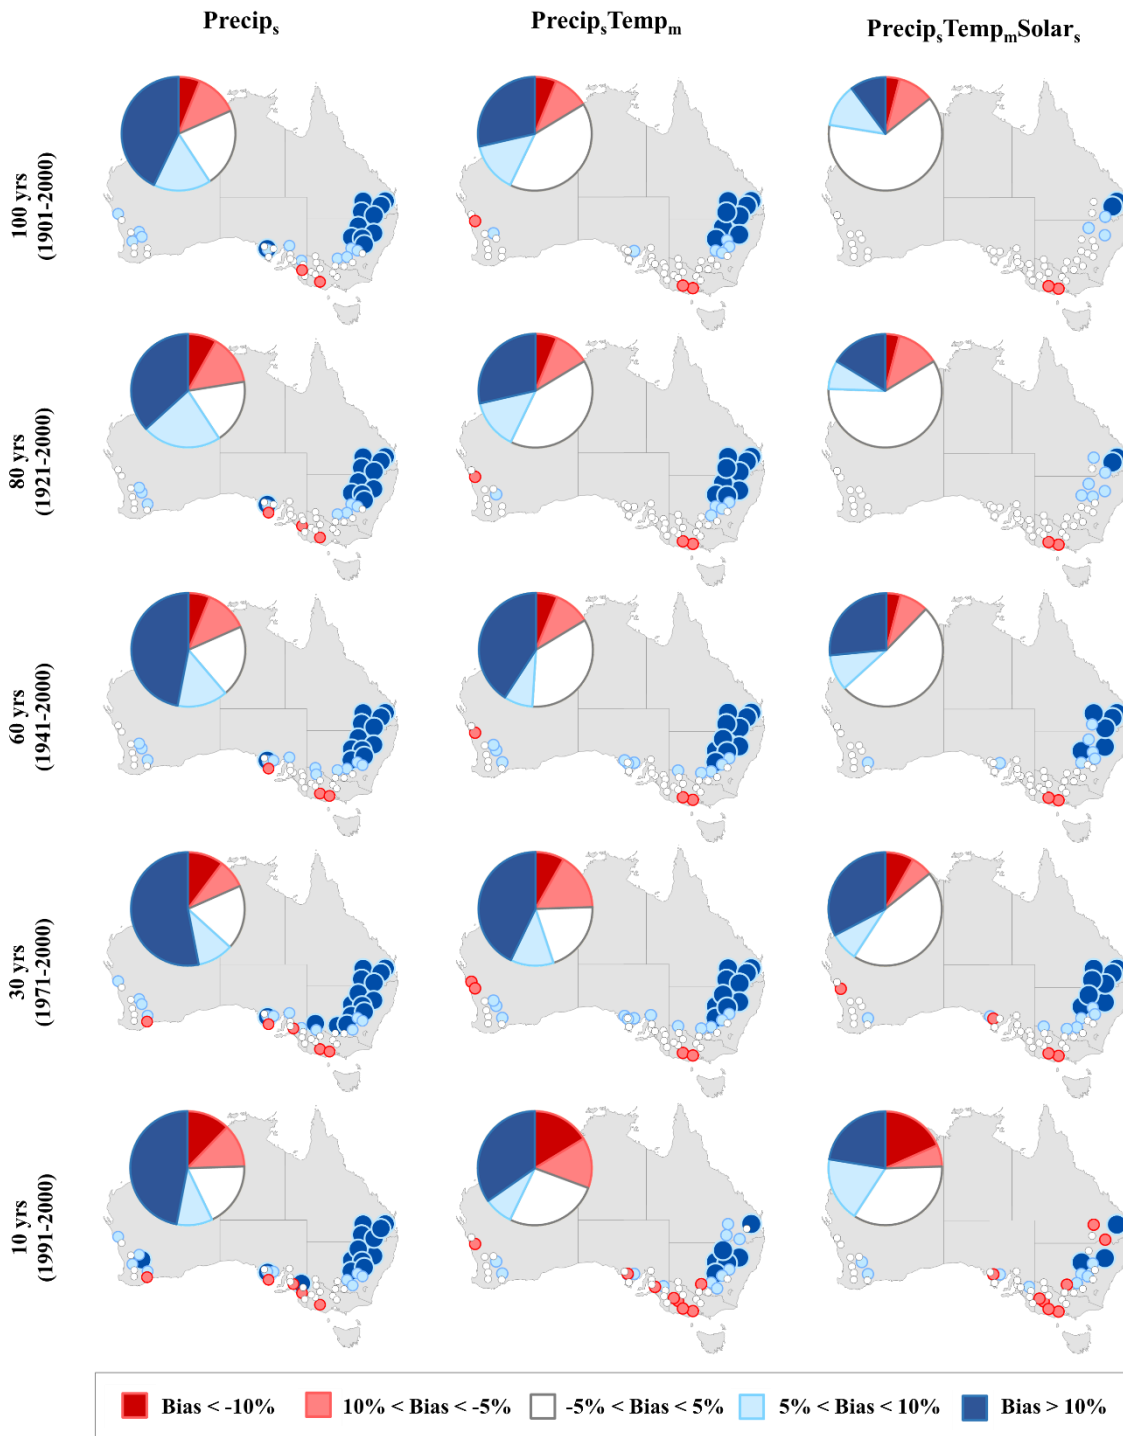 Precips
PrecipsTempm
PrecipsTempmSolars
100 yrs
(1901-2000)
80 yrs
(1921-2000)
60 yrs
(1941-2000)
30 yrs
(1971-2000)
10 yrs
(1991-2000)
Bias < -10%
10% < Bias < -5%
-5% < Bias < 5%
5% < Bias < 10%
Bias > 10%